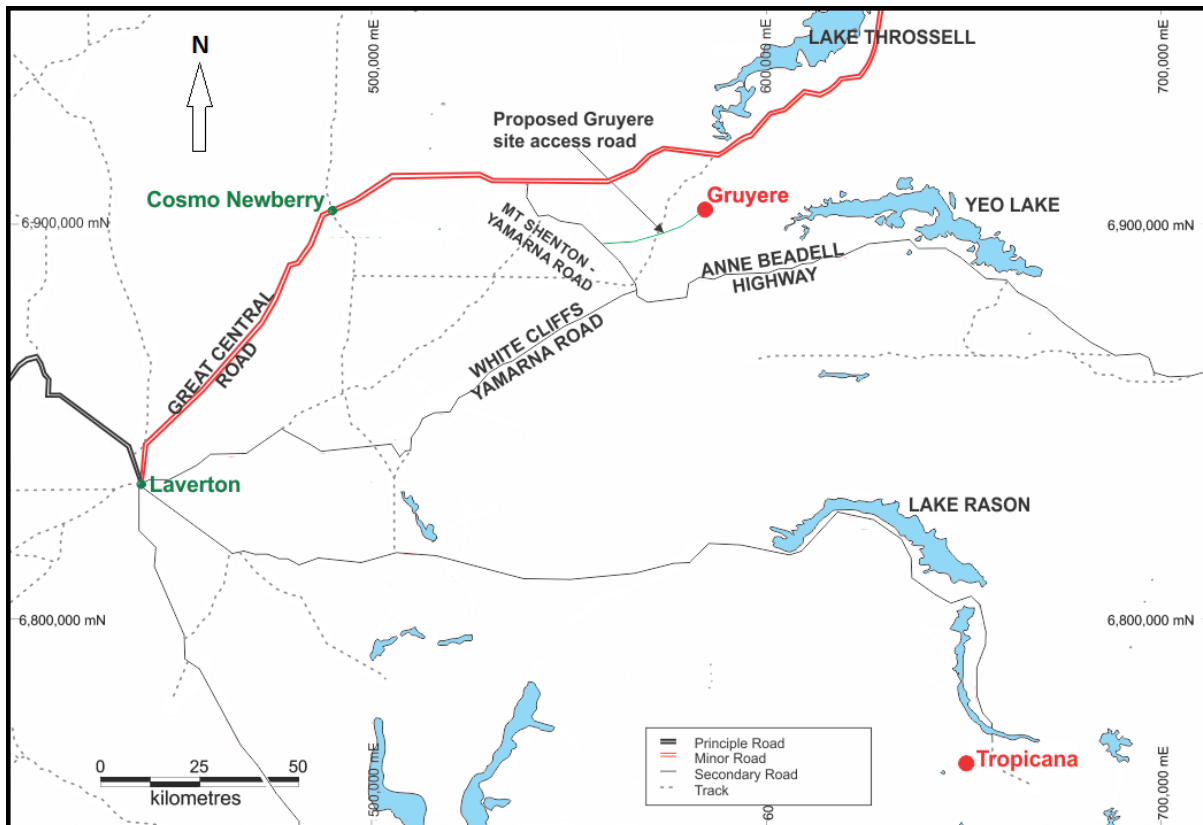 N
500,000 mE
600,000 mE
700,000 mE
LAKE THROSSELL
Proposed Gruyere
site access road
Cosmo Newberry
Gruyere
6,900,000 mN
6,900,000 mN
YEO LAKE
MT SHENTON -
YAMARNA ROAD
ANNE BEADELL
HIGHWAY
GREAT CENTRAL
ROAD
WHITE CLIFFS
YAMARNA ROAD
Laverton
LAKE RASON
6,800,000 mN
6,800,000 mN
Principle Road
Minor Road
Secondary Road
Track
Tropicana
0 25 50
kilometres
500,000 mE
60
700,000 mE